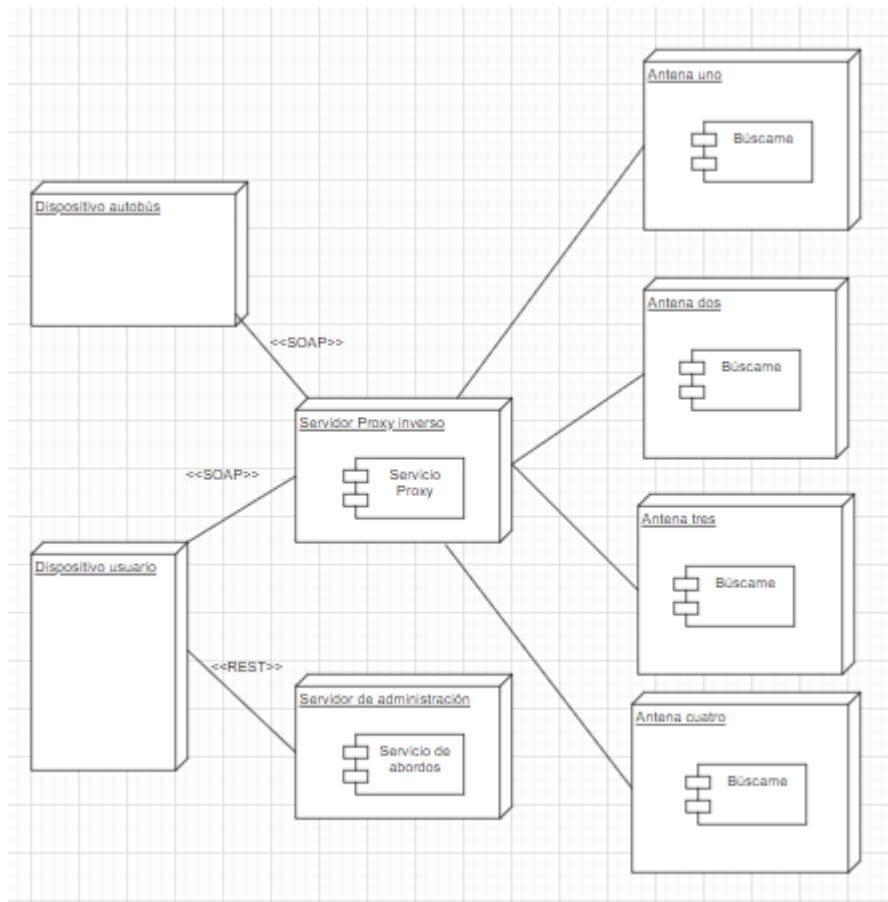 Antena uno
Búscame
Dispositivo autobús
Antena dos
<<SOAP>>
Búscame
Servidor Proxy inverso
<<SOAP>>
Servicio
Proxy
Antena tres
Dispositivo usuario
Búscame
<<REST>>
Servidor de administración
Antena cuatro
Servicio de
abordos
Búscame